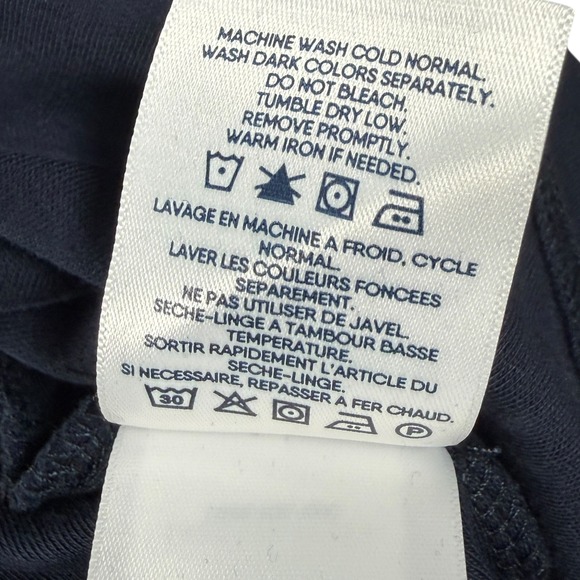 MACHINE WASH COLD NORMAL.
WASH DARK COLORS SEPARATELY.
DO NOT BLEACH.
TUMBLE DRY LOW.
REMOVE PROMPTLY.
WARM IRON IF NEEDED.
LAVAGE EN MACHINE A FROID, CYCLE
NORMAL.
LAVER LES COULEURS FONCEES
SEPAREMENT.
NE PAS UTILISER DE JAVEL.
SECHE-LINGE A TAMBOUR BASSE
TEMPERATURE.
SORTIR RAPIDEMENT L'ARTICLE DU
SECHE-LINGE.
SI NECESSAIRE, REPASSER A FER CHAUD.
30 P